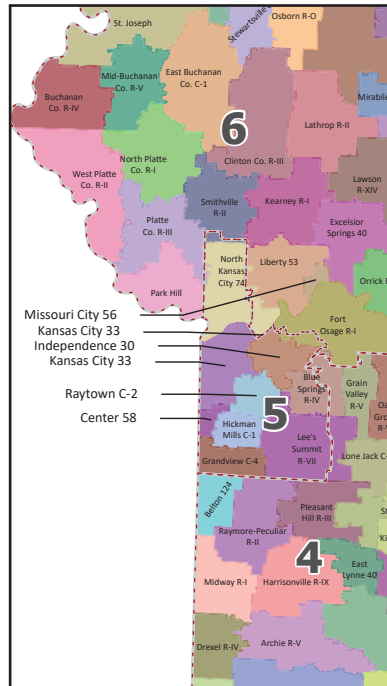 St. Joseph
Stewartsville
Osborn R-O
Mid-Buchanan
Co. R-V
East Buchanan
Co. C-1
Buchanan
Co. R-IV
Mirabile
6
Lathrop R-II
North Platte
Co. R-I
Clinton Co. R-III
West Platte
Co. R-II
Lawson
R-XIV
Smithville
R-II
Kearney R-I
Platte
Co. R-III
Excelsior
Springs 40
North
Kansas
City 74
Liberty 53
Orrick
Park Hill
Missouri City 56
Kansas City 33
Independence 30
Kansas City 33
Fort
Osage R-I
Raytown C-2
Blue
Springs
R-IV
Grain
Valley
R-V
Center 58
5
Hickman
Mills C-1
Lee's
Summit
R-VII
Grandview C-4
Lone Jack C-
Belton 124
Pleasant
Hill R-III
Raymore-Peculiar
R-II
4
East
Lynne 40
Midway R-I
Harrisonville R-IX
Drexel R-IV
Archie R-V